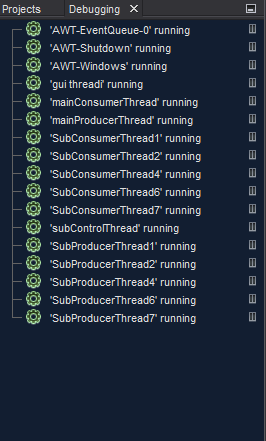 Projects Debugging
'AWT-EventQueue-0' running
'AWT-Shutdown' running
'AWT-Windows' running
'gui threadi' running
'mainConsumerThread' running
'mainProducerThread' running
'SubConsumerThread1' running
'SubConsumerThread2' running
'SubConsumerThread4' running
'SubConsumerThread6' running
'SubConsumerThread7' running
'subControlThread' running
'SubProducerThread1' running
'SubProducerThread2' running
'SubProducerThread4' running
'SubProducerThread6' running
'SubProducerThread7' running